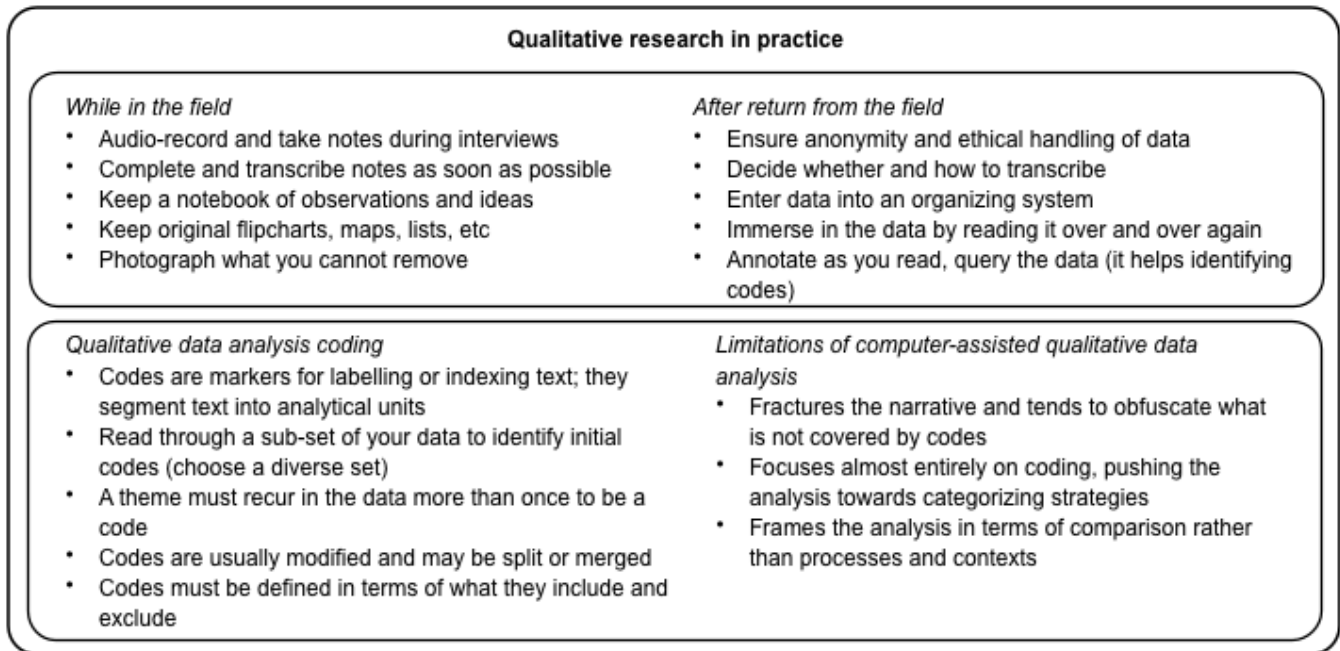 Qualitative research in practice
While in the field
• Audio-record and take notes during interviews
• Complete and transcribe notes as soon as possible
• Keep a notebook of observations and ideas
• Keep original flipcharts, maps, lists, etc
• Photograph what you cannot remove
After return from the field
• Ensure anonymity and ethical handling of data
• Decide whether and how to transcribe
• Enter data into an organizing system
• Immerse in the data by reading it over and over again
• Annotate as you read, query the data (it helps identifying
codes)
Qualitative data analysis coding
• Codes are markers for labelling or indexing text; they
segment text into analytical units
• Read through a sub-set of your data to identify initial
codes (choose a diverse set)
• A theme must recur in the data more than once to be a
code
• Codes are usually modified and may be split or merged
• Codes must be defined in terms of what they include and
exclude
Limitations of computer-assisted qualitative data
analysis
• Fractures the narrative and tends to obfuscate what
is not covered by codes
• Focuses almost entirely on coding, pushing the
analysis towards categorizing strategies
• Frames the analysis in terms of comparison rather
than processes and contexts